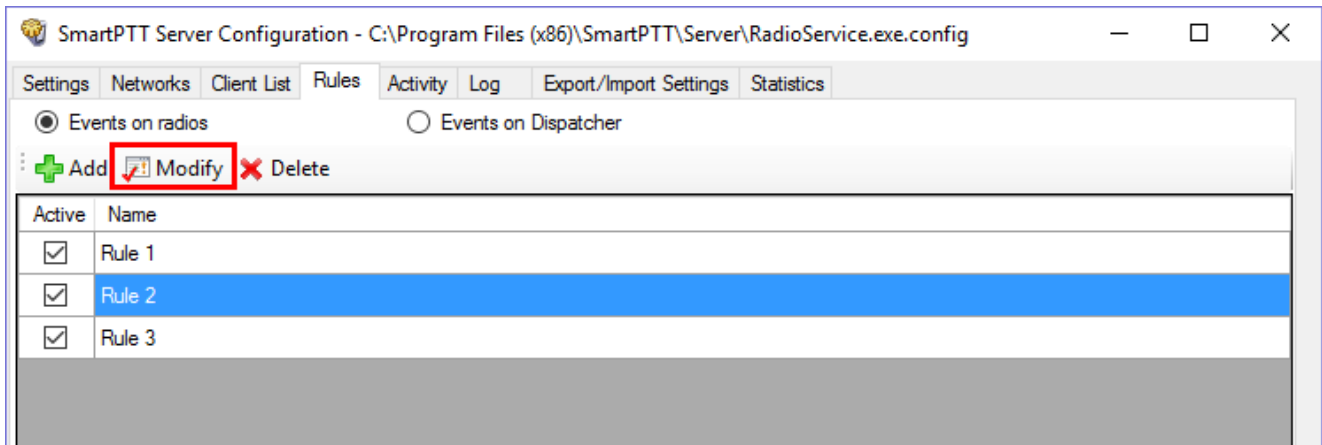 SmartPTT Server Configuration - C:\Program Files (x86)\SmartPTT\Server\RadioService.exe.config
Settings Networks Client List Rules Activity Log Export/Import Settings Statistics
Events on radios Events on Dispatcher
Add Modify Delete
Active Name
Rule 1
Rule 2
Rule 3